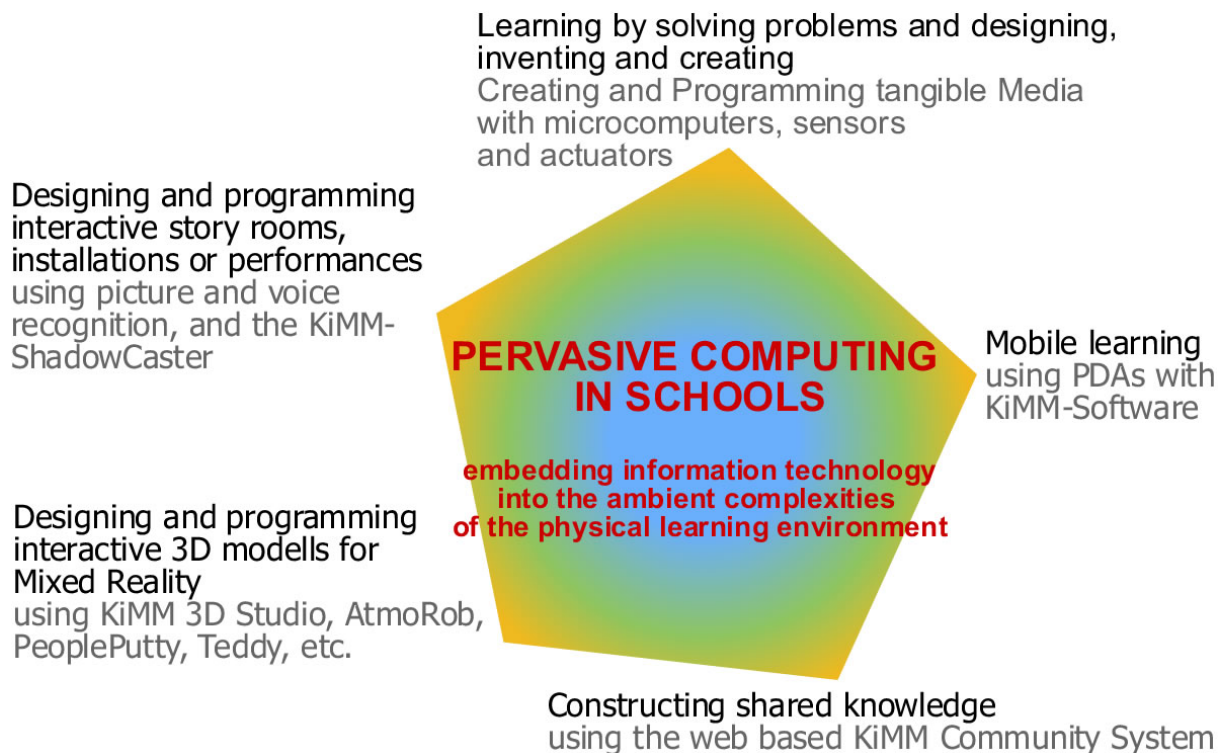 Learning by solving problems and designing,
inventing and creating
Creating and Programming tangible Media
with microcomputers, sensors
and actuators
Designing and programming
interactive story rooms,
installations or performances
using picture and voice
recognition, and the KiMM-
ShadowCaster
PERVASIVE COMPUTING
IN SCHOOLS
embedding information technology
into the ambient complexities
of the physical learning environment
Mobile learning
using PDAs with
KiMM-Software
Designing and programming
interactive 3D modells for
Mixed Reality
using KiMM 3D Studio, AtmoRob,
PeoplePutty, Teddy, etc.
Constructing shared knowledge
using the web based KiMM Community System